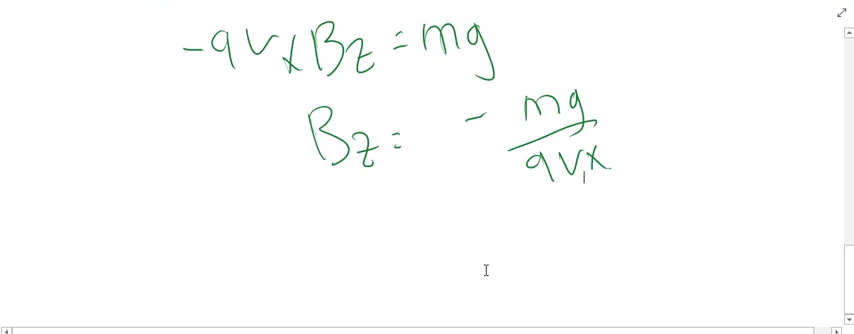 -qVxBz = mg
Bz = - mg/qVx